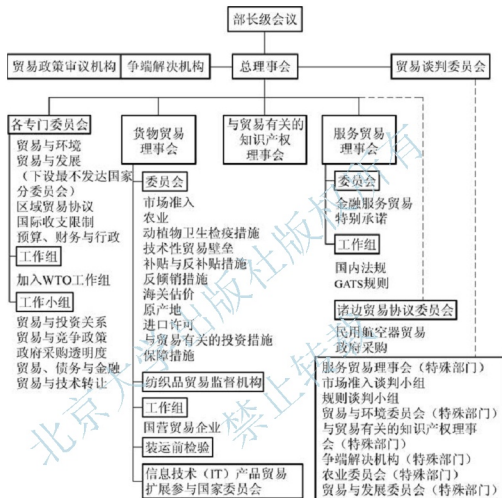 部长级会议
贸易政策审议机构
争端解决机构
总理事会
贸易谈判委员会
各专门委员会
贸易与环境
贸易与发展
（下设最不发达国家
分委员会）
区域贸易协议
国际收支限制
预算、财务与行政
工作组
加入WTO工作组
工作小组
贸易与投资关系
贸易与竞争政策
政府采购透明度
贸易、债务与金融
贸易与技术转让
货物贸易
理事会
委员会
市场准入
农业
动植物卫生检疫措施
技术性贸易壁垒
补贴与反补贴措施
反倾销措施
海关估价
原产地
进口许可
与贸易有关的投资措施
保障措施
纺织品贸易监督机构
工作组
国营贸易企业
装运前检验
信息技术（IT）产品贸易
扩展参与国家委员会
与贸易有关的
知识产权
理事会
服务贸易
理事会
委员会
金融服务贸易
特别承诺
工作组
国内法规
GATS规则
诸边贸易协议委员会
民用航空器贸易
政府采购
服务贸易理事会（特殊部门）
市场准入谈判小组
规则谈判小组
贸易与环境委员会（特殊部门）
与贸易有关的知识产权理事
会（特殊部门）
争端解决机构（特殊部门）
农业委员会（特殊部门）
贸易与发展委员会（特殊部门）
北京大学出版社版权所有
禁止转载